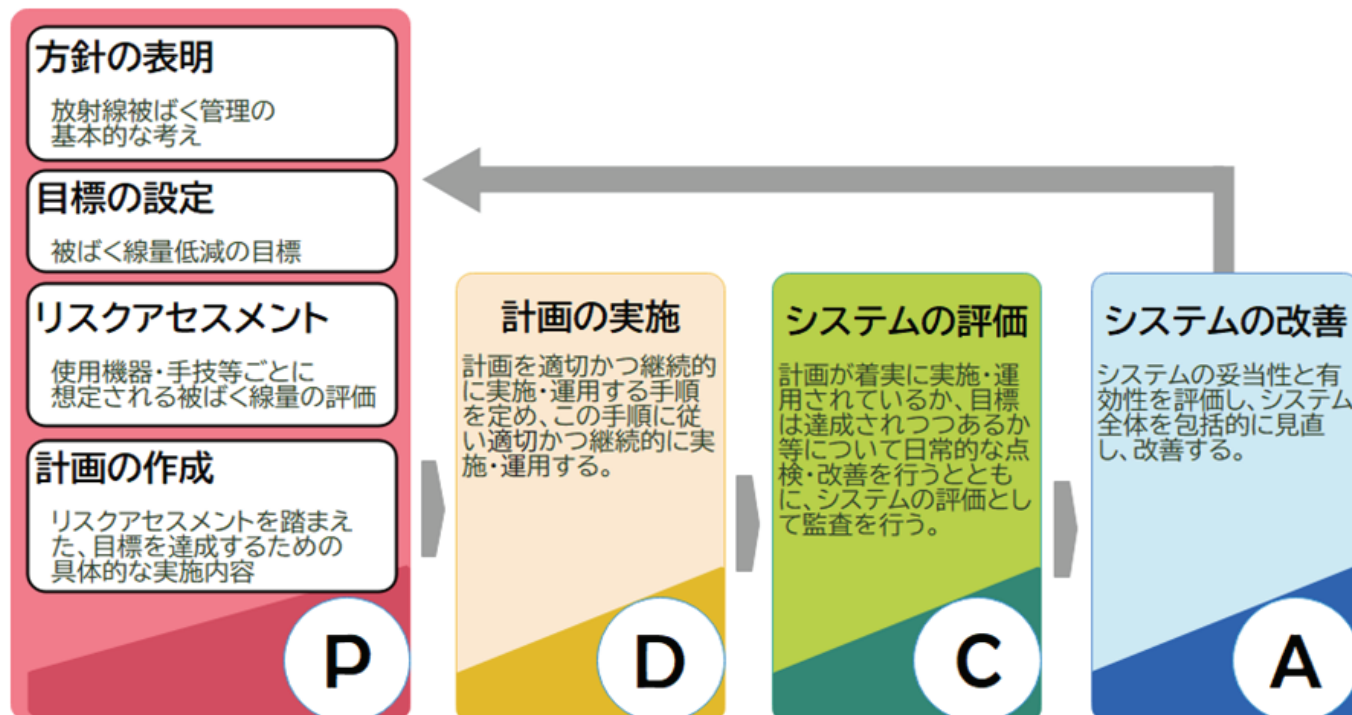 方針の表明
放射線被ばく管理の
基本的な考え
目標の設定
被ばく線量低減の目標
リスクアセスメント
使用機器・手技等ごとに
想定される被ばく線量の評価
計画の作成
リスクアセスメントを踏まえ
た、目標を達成するための
具体的な実施内容
P
計画の実施
計画を適切かつ継続的
に実施・運用する手順
を定め、この手順に従
い適切かつ継続的に実
施・運用する。
D
システムの評価
計画が着実に実施・運
用されているか、目標
は達成されつつあるか
等について日常的な点
検・改善を行うととも
に、システムの評価とし
て監査を行う。
C
システムの改善
システムの妥当性と有
効性を評価し、システム
全体を包括的に見直
し、改善する。
A